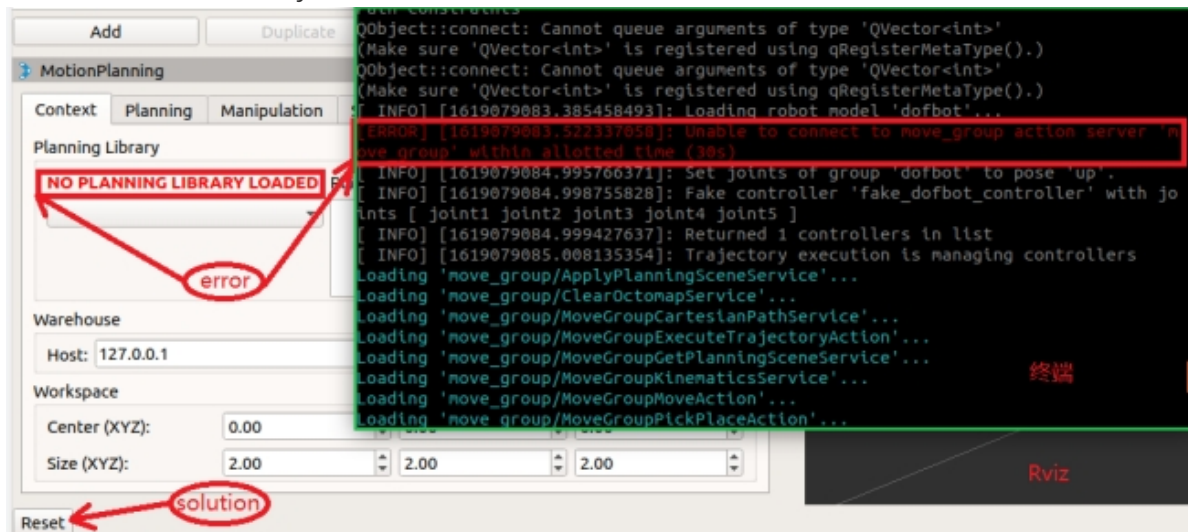 Add
Duplicate
MotionPlanning
Context Planning Manipulation
Planning Library
NO PLANNING LIBRARY LOADED
error
Warehouse
Host: 127.0.0.1
Workspace
Center (XYZ): 0.00
Size (XYZ): 2.00 2.00 2.00
solution
Reset
QObject::connect: Cannot queue arguments of type 'QVector<int>'
(Make sure 'QVector<int>' is registered using qRegisterMetaType().)
QObject::connect: Cannot queue arguments of type 'QVector<int>'
(Make sure 'QVector<int>' is registered using qRegisterMetaType().)
[ INFO] [1619079083.385458493]: Loading robot model 'dofbot'...
[ERROR] [1619079083.522337058]: Unable to connect to move_group action server 'm
ove_group' within allotted time (30s)
[ INFO] [1619079084.995766371]: Set joints of group 'dofbot' to pose 'up'.
[ INFO] [1619079084.998755828]: Fake controller 'fake_dofbot_controller' with jo
ints [ joint1 joint2 joint3 joint4 joint5 ]
[ INFO] [1619079084.999427637]: Returned 1 controllers in list
[ INFO] [1619079085.008135354]: Trajectory execution is managing controllers
Loading 'move_group/ApplyPlanningSceneService'...
Loading 'move_group/ClearOctomapService'...
Loading 'move_group/MoveGroupCartesianPathService'...
Loading 'move_group/MoveGroupExecuteTrajectoryAction'...
Loading 'move_group/MoveGroupGetPlanningSceneService'...
Loading 'move_group/MoveGroupKinematicsService'...
Loading 'move_group/MoveGroupMoveAction'...
Loading 'move_group/MoveGroupPickPlaceAction'...
终端
Rviz